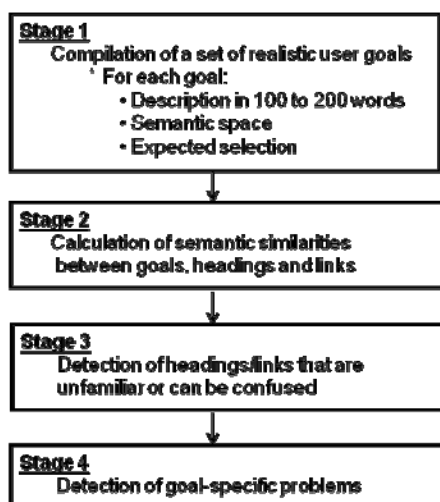 Stage 1
Compilation of a set of realistic user goals
* For each goal:
• Description in 100 to 200 words
• Semantic space
• Expected selection
Stage 2
Calculation of semantic similarities
between goals, headings and links
Stage 3
Detection of headings/links that are
unfamiliar or can be confused
Stage 4
Detection of goal-specific problems